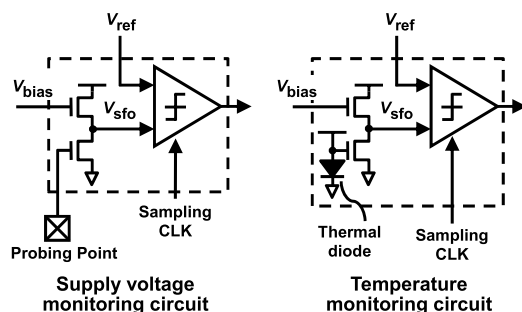 Vref
Vbias
Vsfo
Sampling
CLK
Probing Point
Supply voltage
monitoring circuit
Vref
Vbias
Vsfo
Thermal
diode
Sampling
CLK
Temperature
monitoring circuit